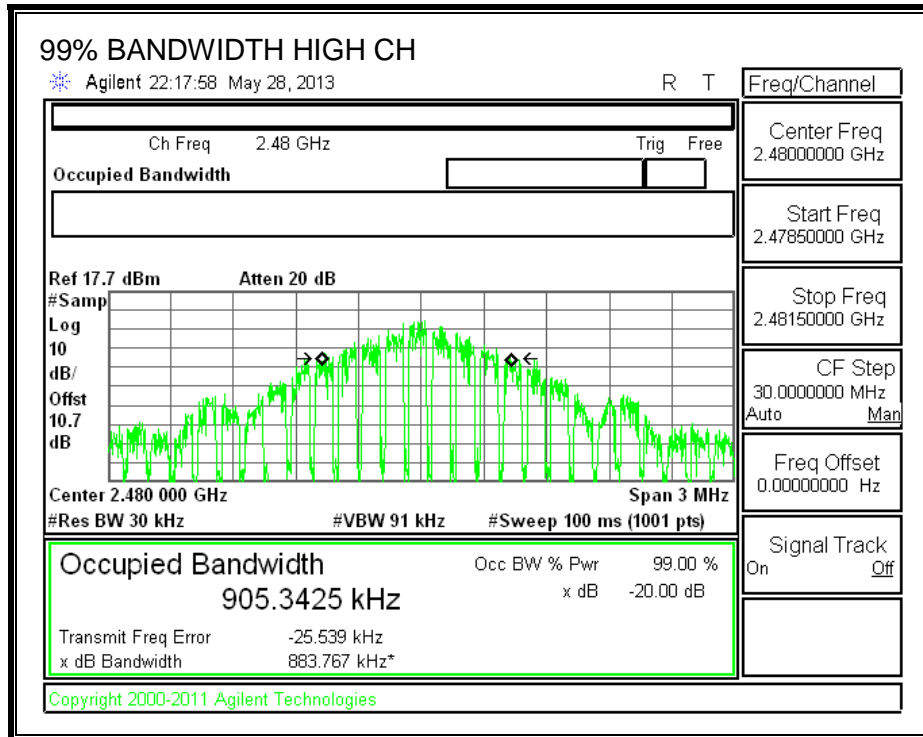 99% BANDWIDTH HIGH CH
Agilent 22:17:58 May 28, 2013 R T
Freq/Channel
Ch Freq 2.48 GHz Trig Free
Occupied Bandwidth
Center Freq
2.48000000 GHz
Start Freq
2.47850000 GHz
Stop Freq
2.48150000 GHz
CF Step
30.0000000 MHz
Auto Man
Freq Offset
0.00000000 Hz
Signal Track
On Off
Ref 17.7 dBm Atten 20 dB
#Samp
Log
10
dB/
Offst
10.7
dB
Center 2.480 000 GHz Span 3 MHz
#Res BW 30 kHz #VBW 91 kHz #Sweep 100 ms (1001 pts)
Occupied Bandwidth Occ BW % Pwr 99.00 %
905.3425 kHz x dB -20.00 dB
Transmit Freq Error -25.539 kHz
x dB Bandwidth 883.767 kHz*
Copyright 2000-2011 Agilent Technologies